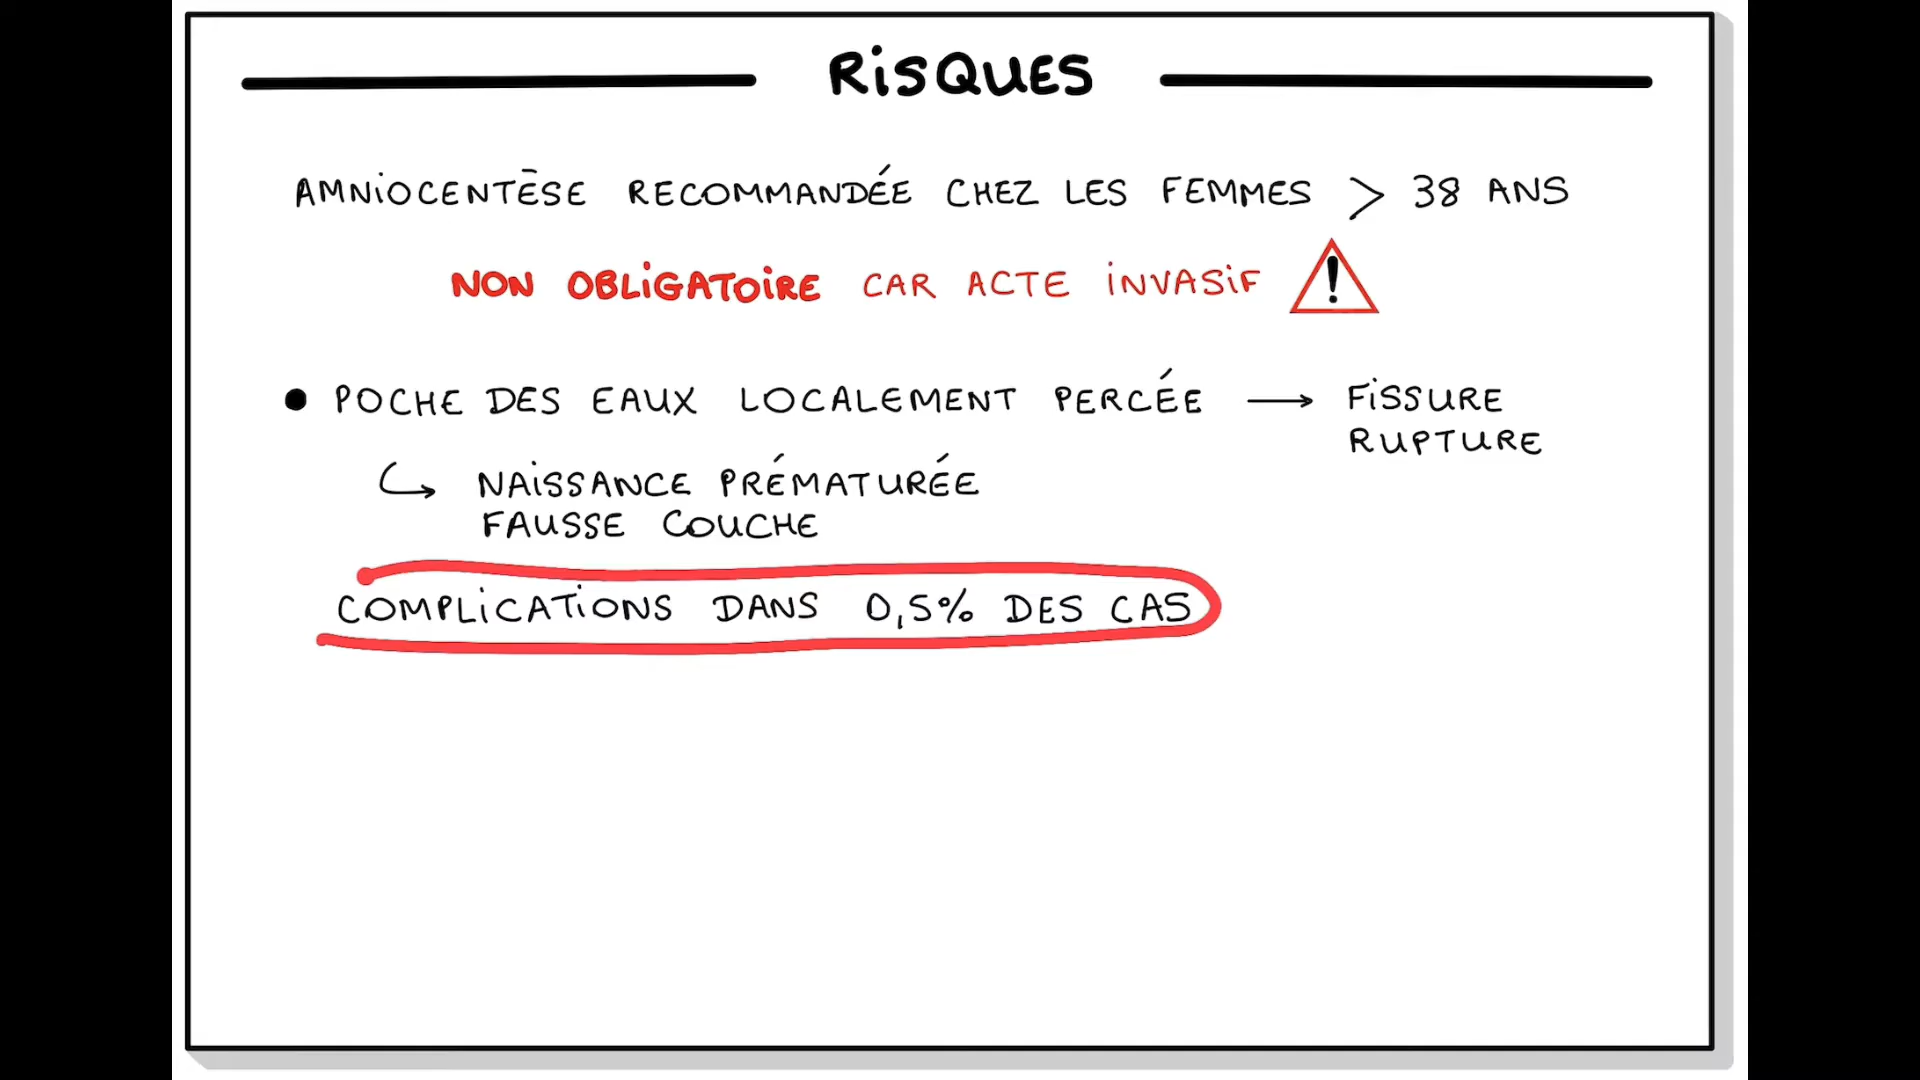 RiSQUES
AMNiOCENTÈSE RECOMMANDÉE CHEZ LES FEMMES > 38 ANS
NON OBLiGATOiRE CAR ACTE iNVASiF !
● POCHE DES EAUX LOCALEMENT PERCÉE → FiSSURE
RUPTURE
↪ NAiSSANCE PRÉMATURÉE
FAUSSE COUCHE
COMPLiCATiONS DANS 0,5% DES CAS